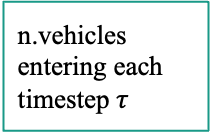 n.vehicles
entering each
timestep τ